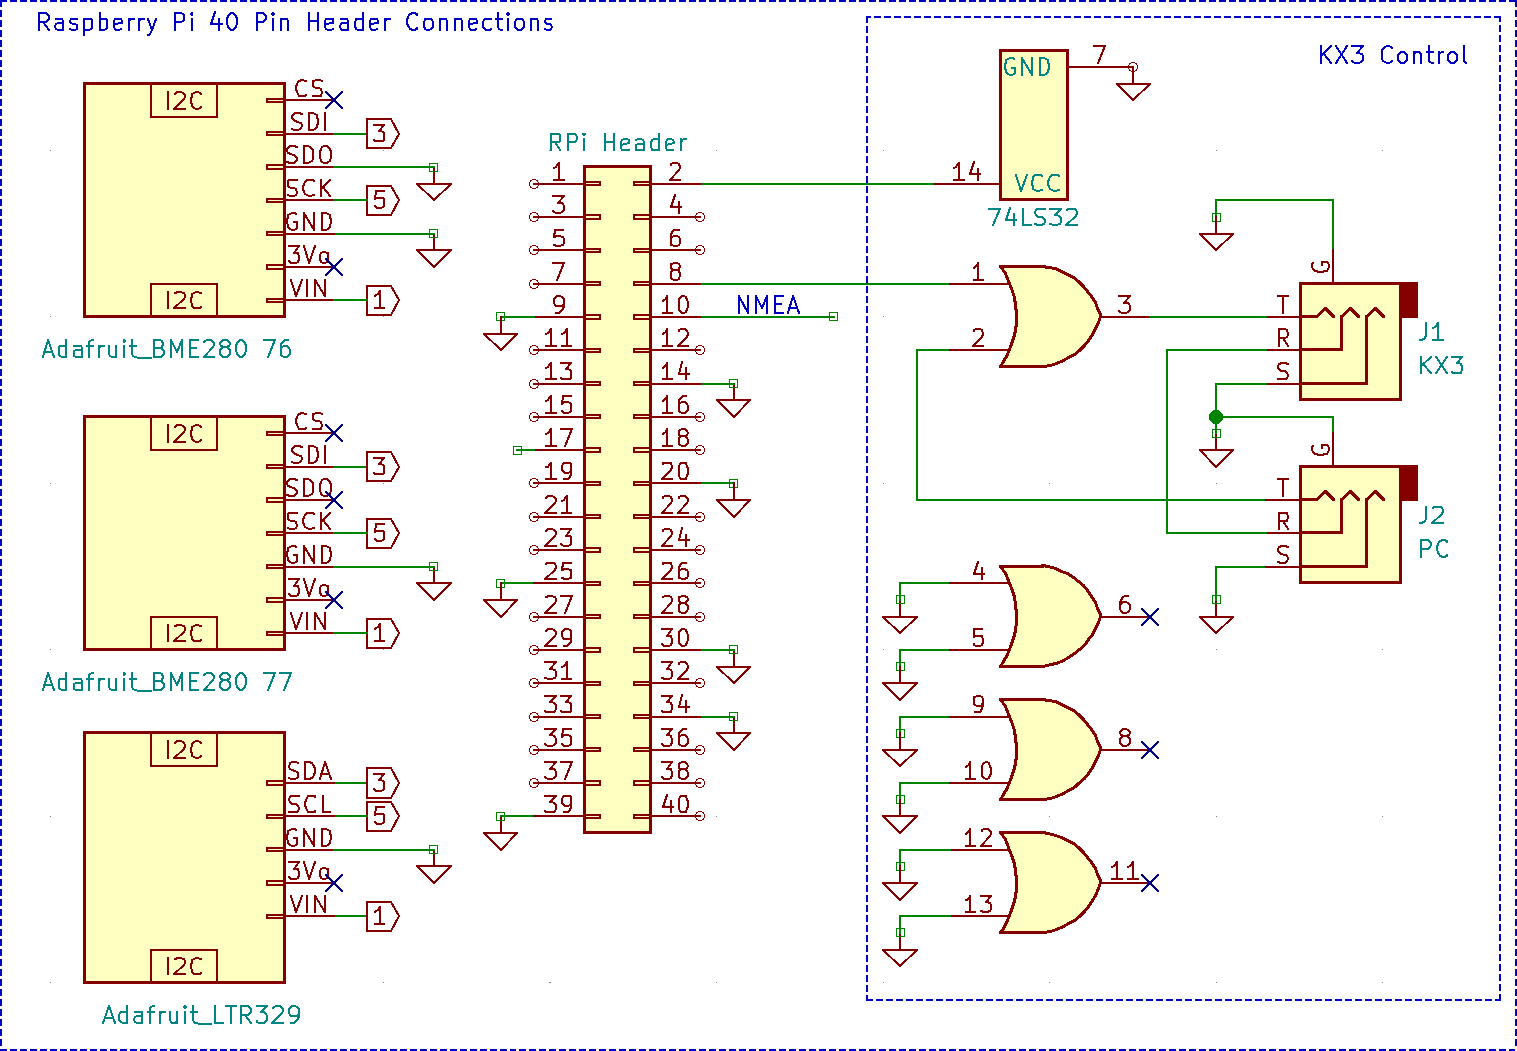 Raspberry Pi 40 Pin Header Connections
KX3 Control
I2C
CS
SDI 3
SDO
SCK 5
GND
3Vo
VIN 1
I2C
Adafruit_BME280 76
I2C
CS
SDI 3
SDO
SCK 5
GND
3Vo
VIN 1
I2C
Adafruit_BME280 77
I2C
SDA 3
SCL 5
GND
3Vo
VIN 1
I2C
Adafruit_LTR329
RPi Header
1 2
3 4
5 6
7 8
9 10 NMEA
11 12
13 14
15 16
17 18
19 20
21 22
23 24
25 26
27 28
29 30
31 32
33 34
35 36
37 38
39 40
GND 7
14 VCC
74LS32
1
3
2
G
T
R
S
J1
KX3
G
T
R
S
J2
PC
4
6
5
9
8
10
12
11
13